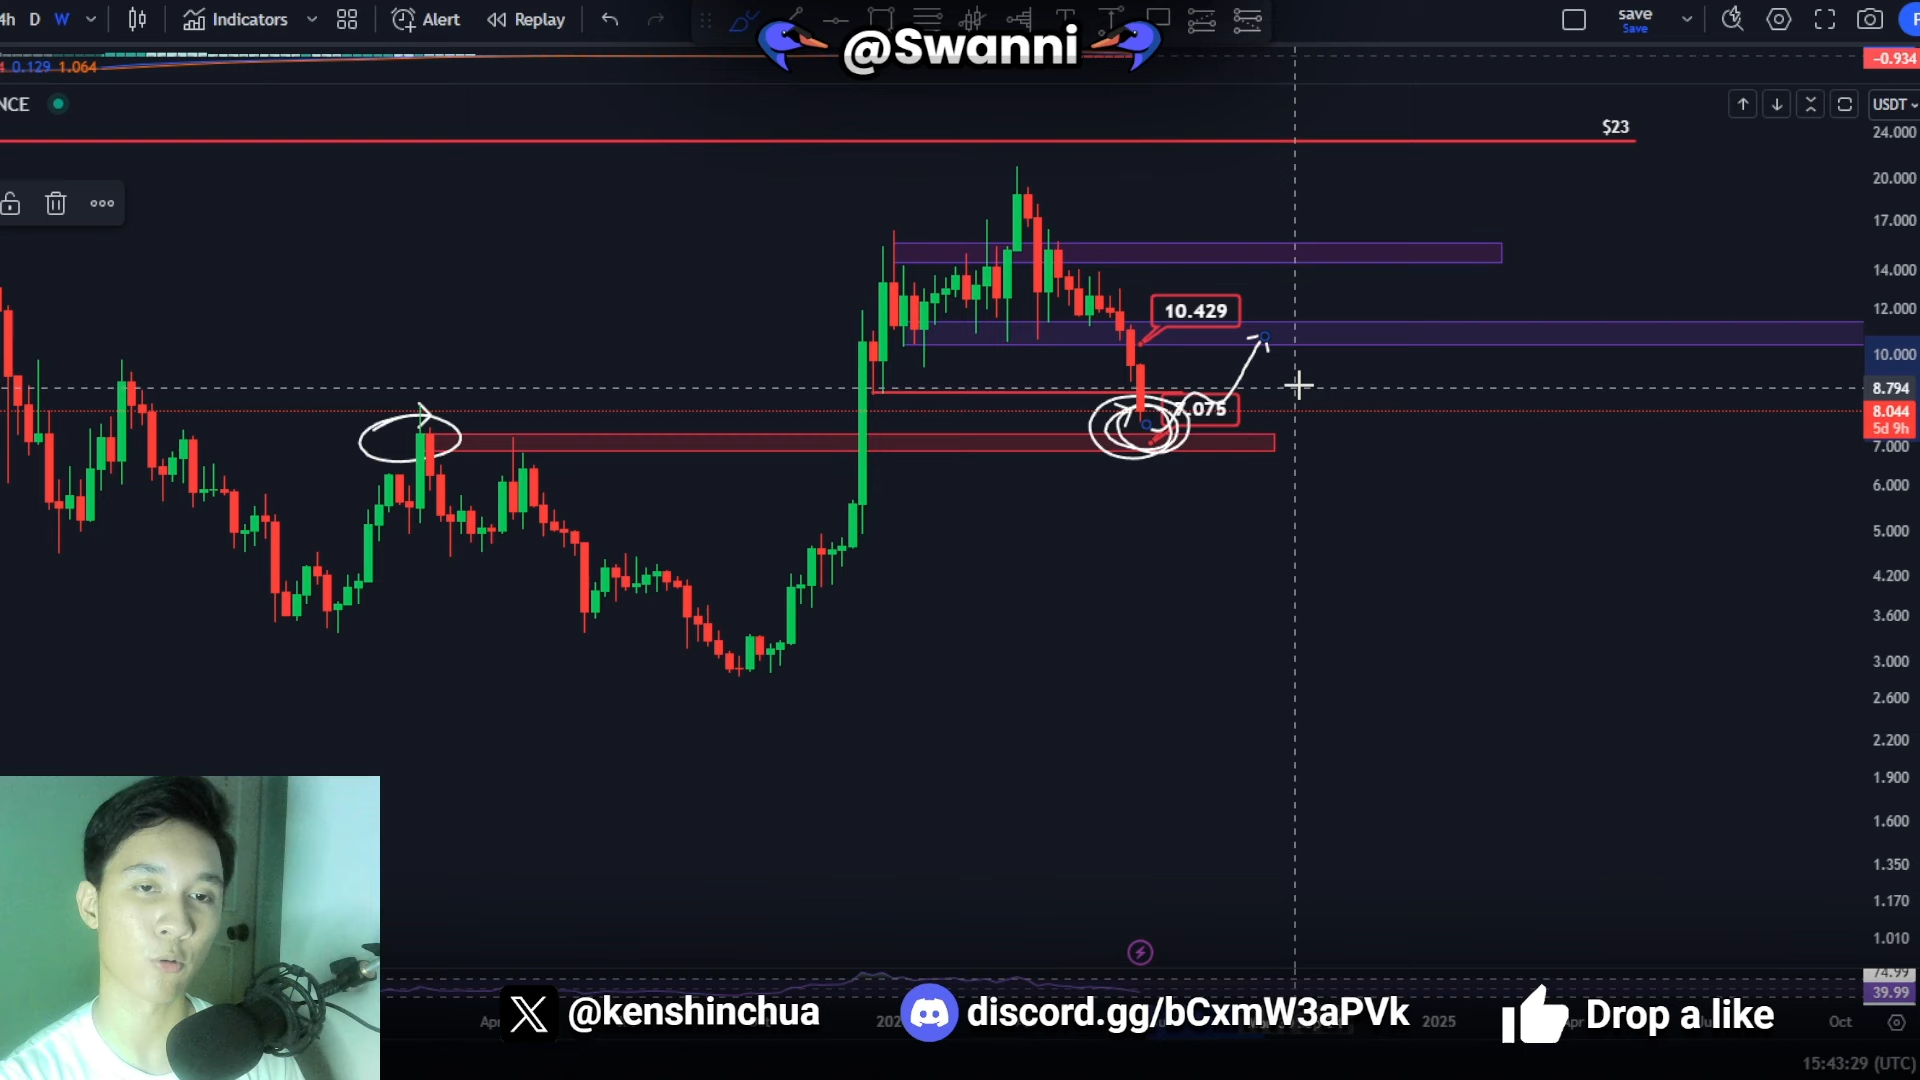 4h D W Indicators Alert Replay save
Save
@Swanni
4 0.129 1.064
−0.934
NCE
USDT
$23
24.000
20.000
17.000
14.000
12.000
10.429
10.000
8.794
7.075
8.044
5d 9h
7.000
6.000
5.000
4.200
3.600
3.000
2.600
2.200
1.900
1.600
1.350
1.170
1.010
74.99
39.99
@kenshinchua
discord.gg/bCxmW3aPVk
Drop a like
2025
Oct
15:43:29 (UTC)